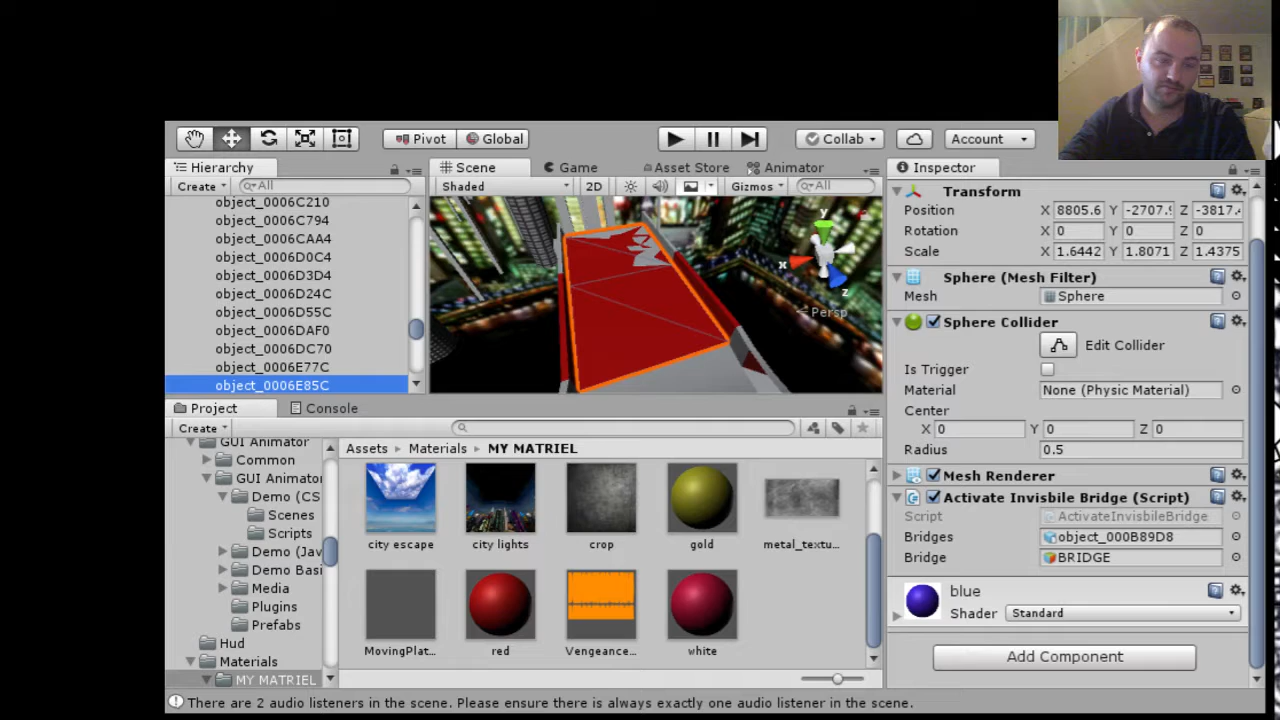 Pivot Global Collab Account
Hierarchy Scene Game Asset Store Animator Inspector
Create All Shaded 2D Gizmos All
object_0006C210
object_0006C794
object_0006CAA4
object_0006D0C4
object_0006D3D4
object_0006D24C
object_0006D55C
object_0006DAF0
object_0006DC70
object_0006E77C
object_0006E85C
y
x
z
Persp
Transform
Position X 8805.6 Y -2707.9 Z -3817.4
Rotation X 0 Y 0 Z 0
Scale X 1.6442 Y 1.8071 Z 1.4375
Sphere (Mesh Filter)
Mesh Sphere
Sphere Collider
Edit Collider
Is Trigger
Material None (Physic Material)
Center
X 0 Y 0 Z 0
Radius 0.5
Mesh Renderer
Activate Invisbile Bridge (Script)
Script ActivateInvisbileBridge
Bridges object_000B89D8
Bridge BRIDGE
blue
Shader Standard
Add Component
Project Console
Create
GUI Animator
Common
GUI Animator
Demo (CS
Scenes
Scripts
Demo (Jav
Demo Basi
Media
Plugins
Prefabs
Hud
Materials
MY MATRIEL
Assets Materials MY MATRIEL
city escape city lights crop gold metal_textu...
MovingPlat... red Vengeance... white
There are 2 audio listeners in the scene. Please ensure there is always exactly one audio listener in the scene.